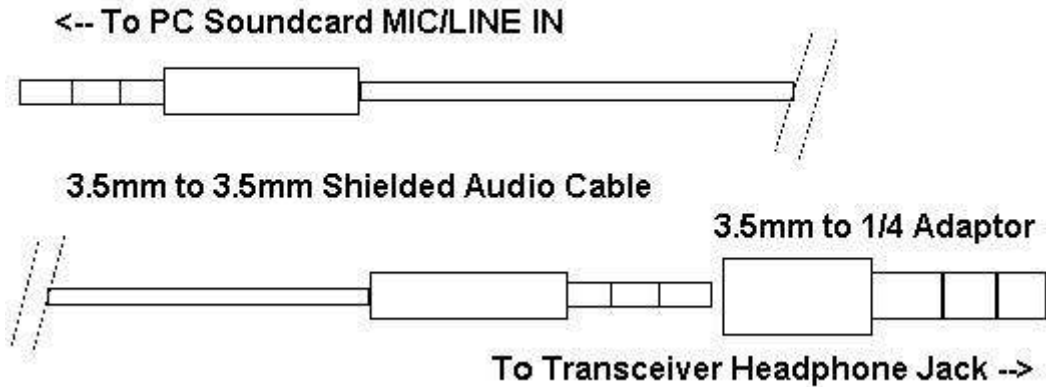 <-- To PC Soundcard MIC/LINE IN
3.5mm to 3.5mm Shielded Audio Cable
3.5mm to 1/4 Adaptor
To Transceiver Headphone Jack -->